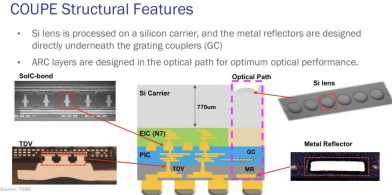 COUPE Structural Features
• Si lens is processed on a silicon carrier, and the metal reflectors are designed
directly underneath the grating couplers (GC)
• ARC layers are designed in the optical path for optimum optical performance.
SoIC-bond
Optical Path
Si lens
Si Carrier
770um
EIC (N7)
TDV
PIC
GC
Metal Reflector
TDV
MR
Source: TSMC